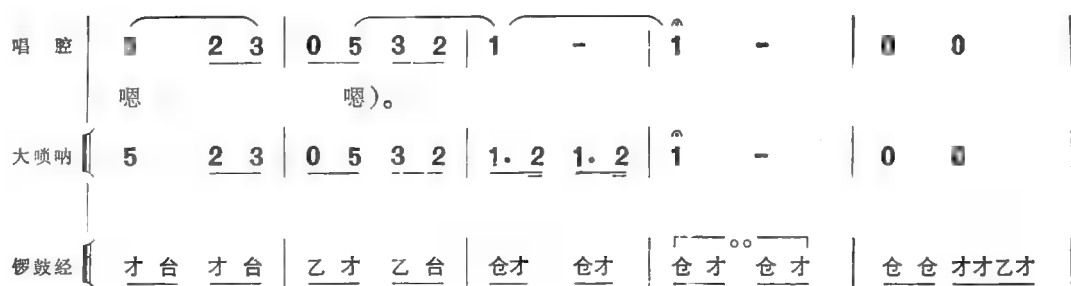 唱腔 2 3 | 0 5 3 2 | 1 - | 1 - | 0 0
嗯 嗯)。
大唢呐 5 2 3 | 0 5 3 2 | 1. 2 1. 2 | 1 - | 0 0
锣鼓经 才台 才台 | 乙才 乙台 | 仓才 仓才 | 仓才 仓才 | 仓仓 才才乙才